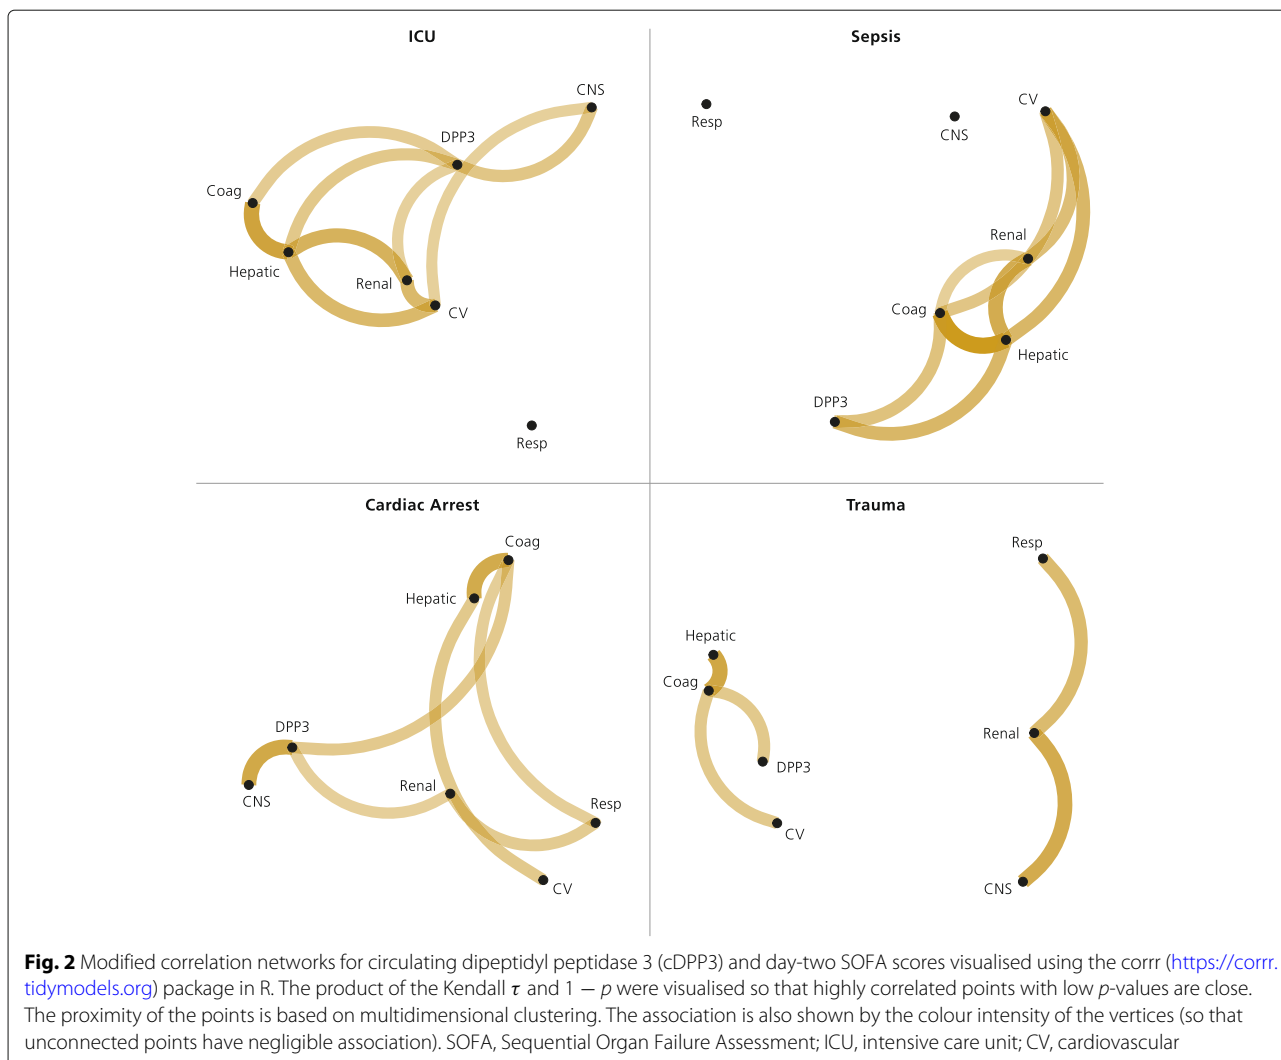 ICU
CNS
DPP3
Coag
Hepatic
Renal
CV
Resp
Sepsis
Resp
CNS
CV
Renal
Coag
Hepatic
DPP3
Cardiac Arrest
Coag
Hepatic
DPP3
CNS
Renal
Resp
CV
Trauma
Resp
Hepatic
Coag
Renal
DPP3
CV
CNS
Fig. 2 Modified correlation networks for circulating dipeptidyl peptidase 3 (cDPP3) and day-two SOFA scores visualised using the corrr (https://corrr.
tidymodels.org) package in R. The product of the Kendall τ and 1 − p were visualised so that highly correlated points with low p-values are close.
The proximity of the points is based on multidimensional clustering. The association is also shown by the colour intensity of the vertices (so that
unconnected points have negligible association). SOFA, Sequential Organ Failure Assessment; ICU, intensive care unit; CV, cardiovascular